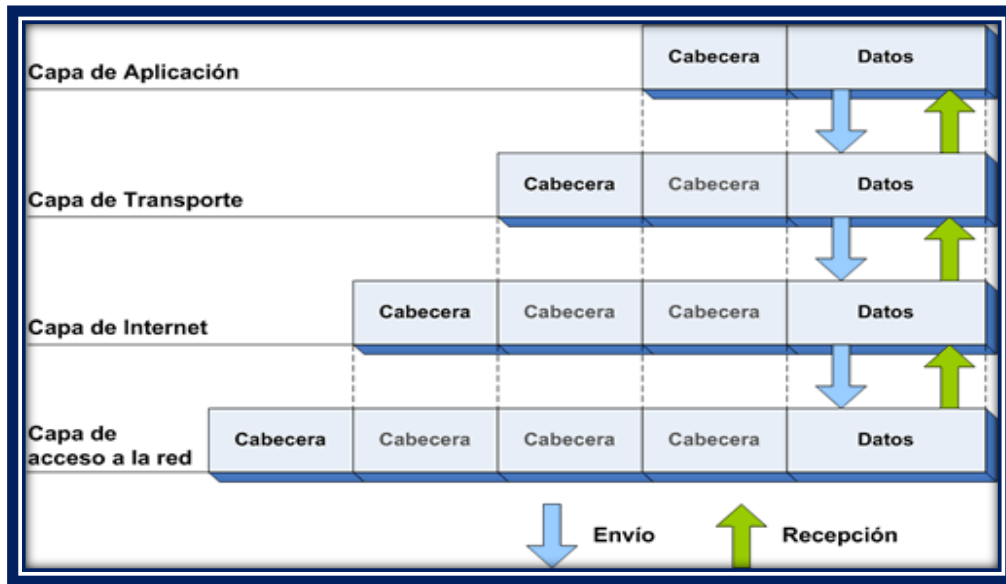 Capa de Aplicación
Cabecera Datos
Capa de Transporte
Cabecera Cabecera Datos
Capa de Internet
Cabecera Cabecera Cabecera Datos
Capa de
acceso a la red
Cabecera Cabecera Cabecera Cabecera Datos
Envío Recepción